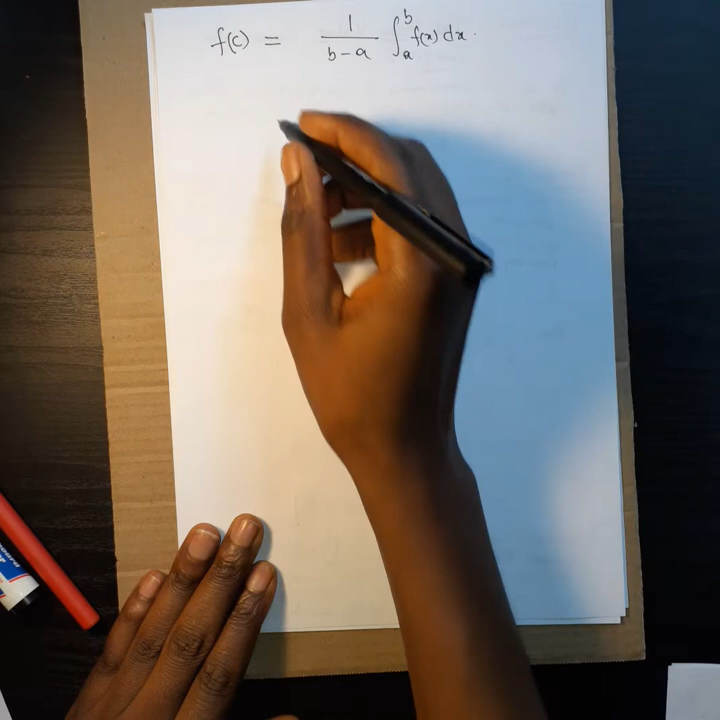 f(c) = 1/(b-a) ∫_a^b f(x) dx.